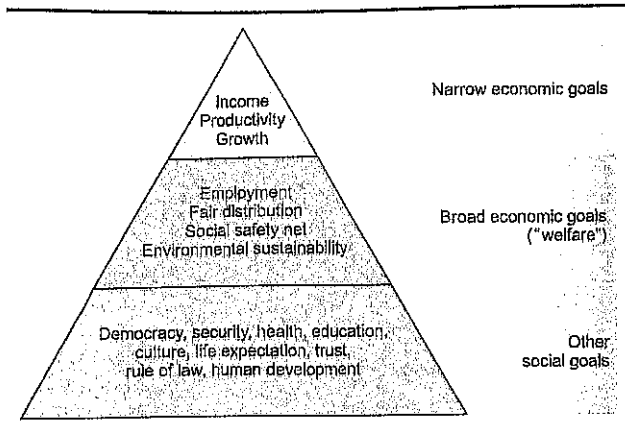 Income
Productivity
Growth
Narrow economic goals
Employment
Fair distribution
Social safety net
Environmental sustainability
Broad economic goals
("welfare")
Democracy, security, health, education,
culture, life expectation, trust,
rule of law, human development
Other
social goals